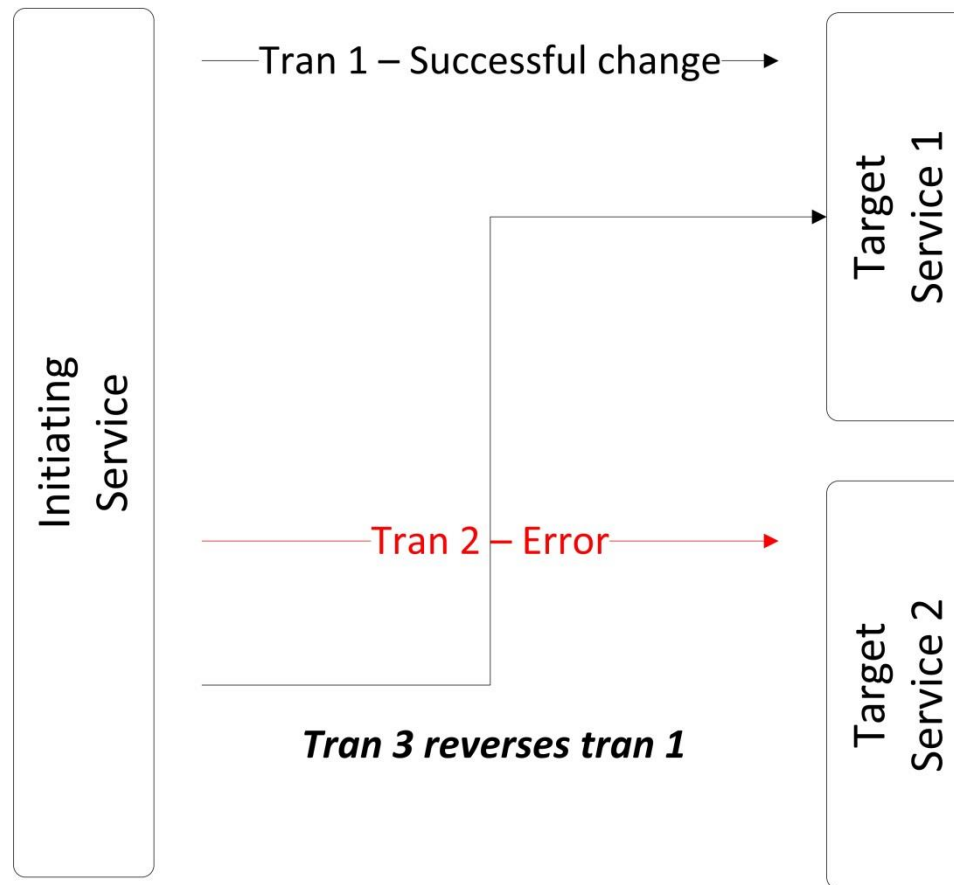 Tran 1 – Successful change
Target
Service 1
Initiating
Service
Tran 2 – Error
Target
Service 2
Tran 3 reverses tran 1